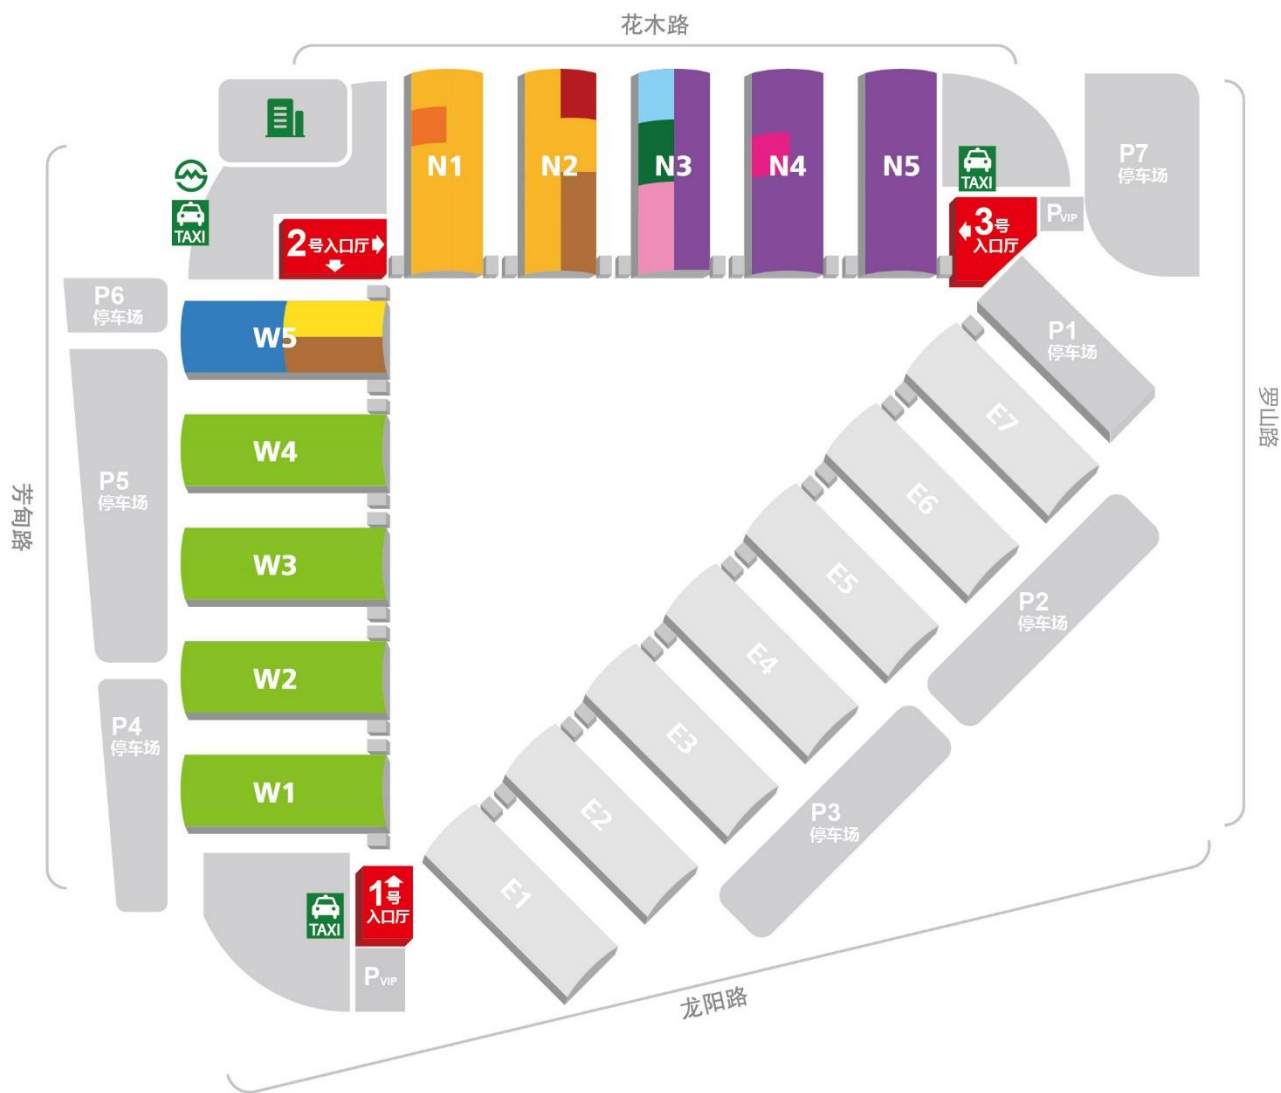 花木路
N1
N2
N3
N4
N5
TAXI
P7
停车场
PVIP
3号
入口厅
TAXI
2号入口厅
P6
停车场
W5
P1
停车场
E7
罗山路
W4
P5
停车场
E6
芳甸路
W3
E5
P2
停车场
W2
E4
P4
停车场
E3
W1
E2
P3
停车场
1号
入口厅
TAXI
E1
PVIP
龙阳路